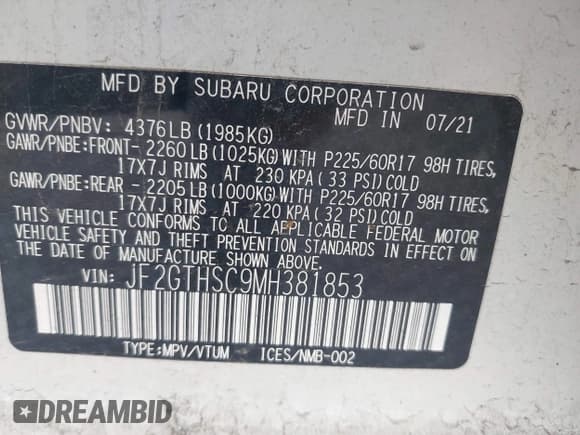 MFD BY SUBARU CORPORATION
MFD IN 07/21
GVWR/PNBV: 4376LB(1985KG)
GAWR/PNBE:FRONT- 2260LB(1025KG)WITH P225/60R17 98H TIRES,
17X7J RIMS AT 230 KPA(33 PSI)COLD
GAWR/PNBE:REAR - 2205LB(1000KG)WITH P225/60R17 98H TIRES,
17X7J RIMS AT 220 KPA(32 PSI)COLD
THIS VEHICLE CONFORMS TO ALL APPLICABLE FEDERAL MOTOR
VEHICLE SAFETY AND THEFT PREVENTION STANDARDS IN EFFECT ON
THE DATE OF MANUFACTURE SHOWN ABOVE.
VIN: JF2GTHSC9MH381853
TYPE:MPV/VTUM ICES/NMB-002
DREAMBID